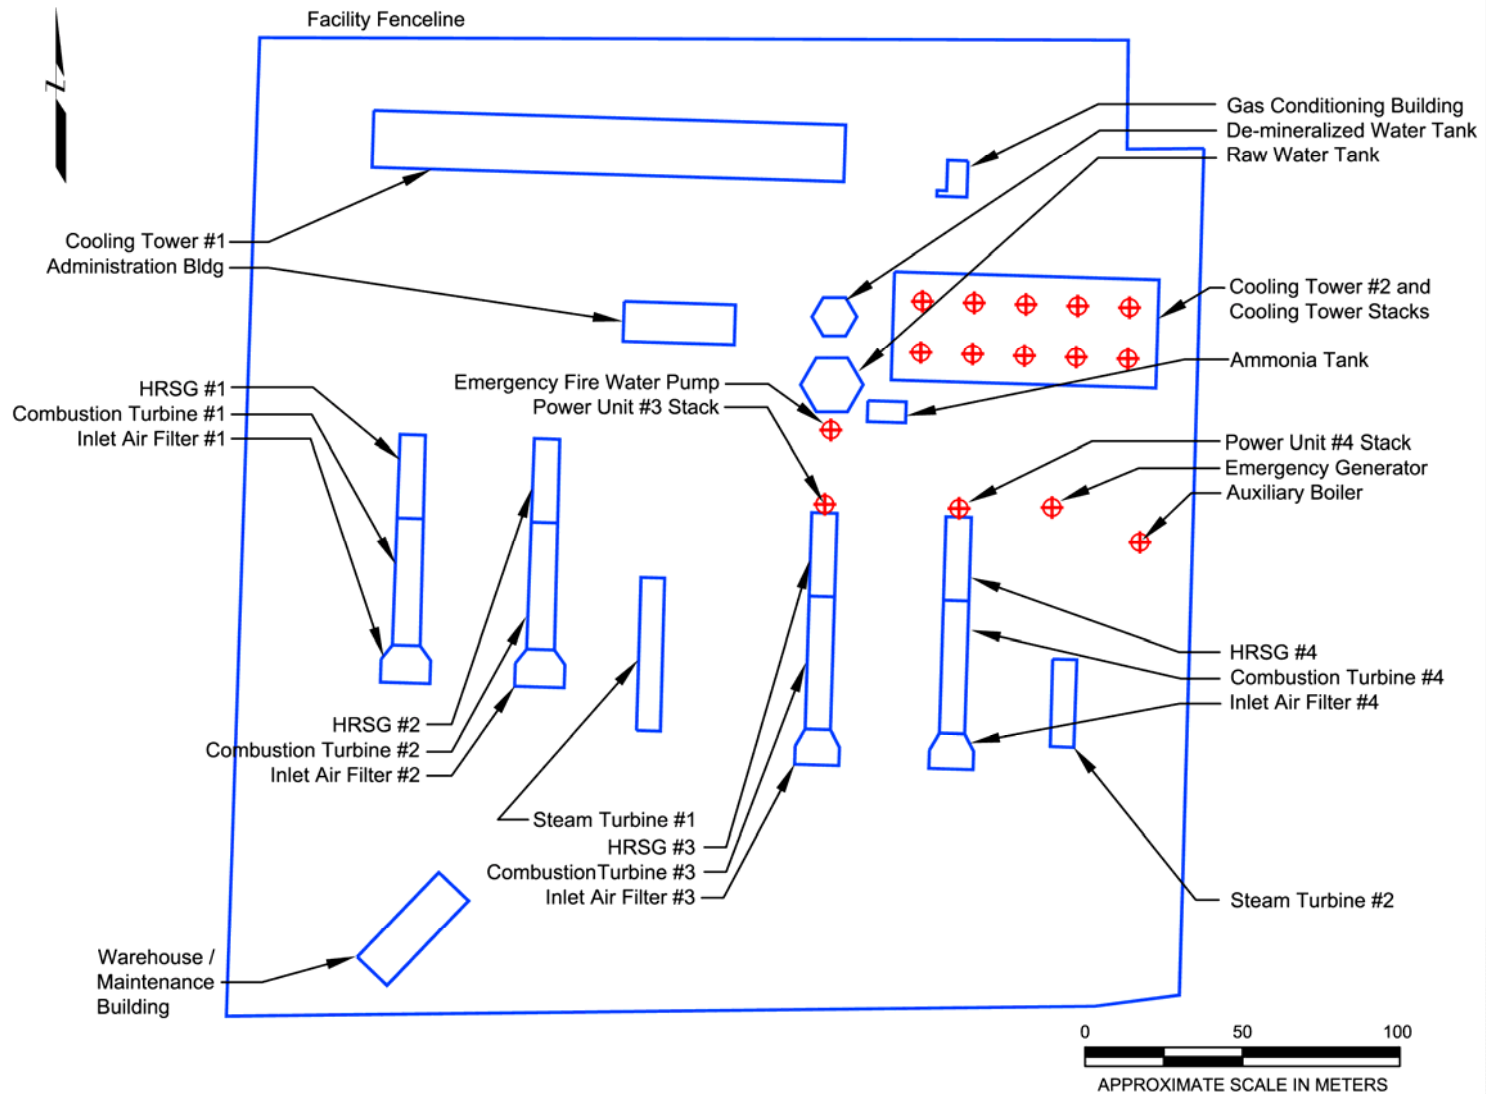 Facility Fenceline
N
Gas Conditioning Building
De-mineralized Water Tank
Raw Water Tank
Cooling Tower #1
Administration Bldg
Cooling Tower #2 and
Cooling Tower Stacks
Ammonia Tank
HRSG #1
Combustion Turbine #1
Inlet Air Filter #1
Emergency Fire Water Pump
Power Unit #3 Stack
Power Unit #4 Stack
Emergency Generator
Auxiliary Boiler
HRSG #4
Combustion Turbine #4
Inlet Air Filter #4
HRSG #2
Combustion Turbine #2
Inlet Air Filter #2
Steam Turbine #1
HRSG #3
CombustionTurbine #3
Inlet Air Filter #3
Steam Turbine #2
Warehouse /
Maintenance
Building
0 50 100
APPROXIMATE SCALE IN METERS